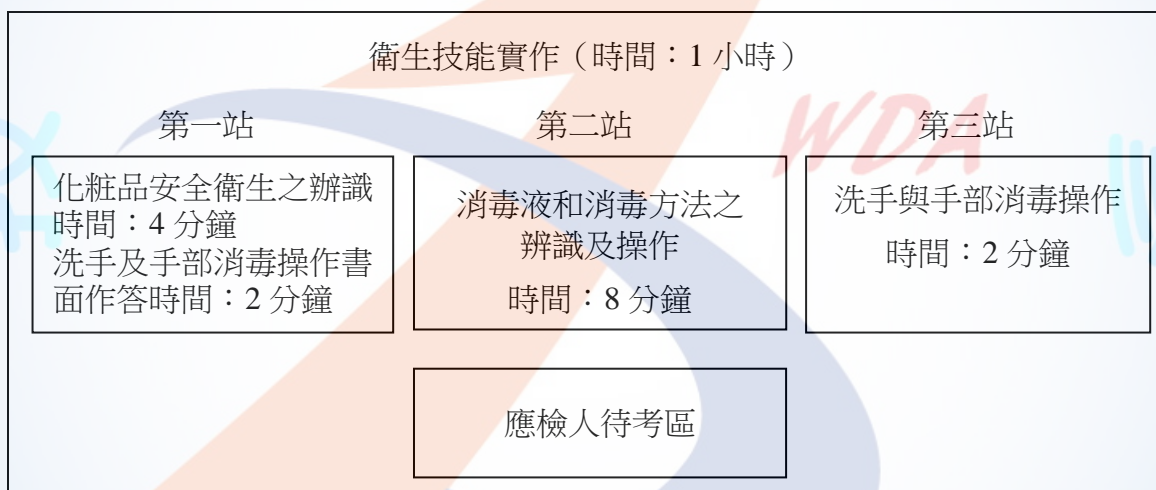 衛生技能實作（時間：1 小時）
第一站
第二站
第三站
化粧品安全衛生之辦識
時間：4 分鐘
洗手及手部消毒操作書
面作答時間：2 分鐘
消毒液和消毒方法之
辨識及操作
時間：8 分鐘
洗手與手部消毒操作
時間：2 分鐘
應檢人待考區
WDA